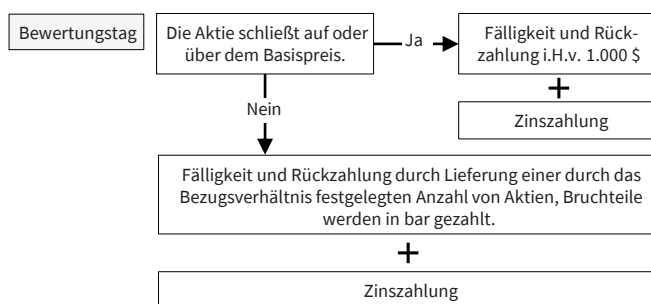 Bewertungstag
Die Aktie schließt auf oder
über dem Basispreis.
Ja
Fälligkeit und Rück-
zahlung i.H.v. 1.000 $
+
Zinszahlung
Nein
Fälligkeit und Rückzahlung durch Lieferung einer durch das
Bezugsverhältnis festgelegten Anzahl von Aktien, Bruchteile
werden in bar gezahlt.
+
Zinszahlung